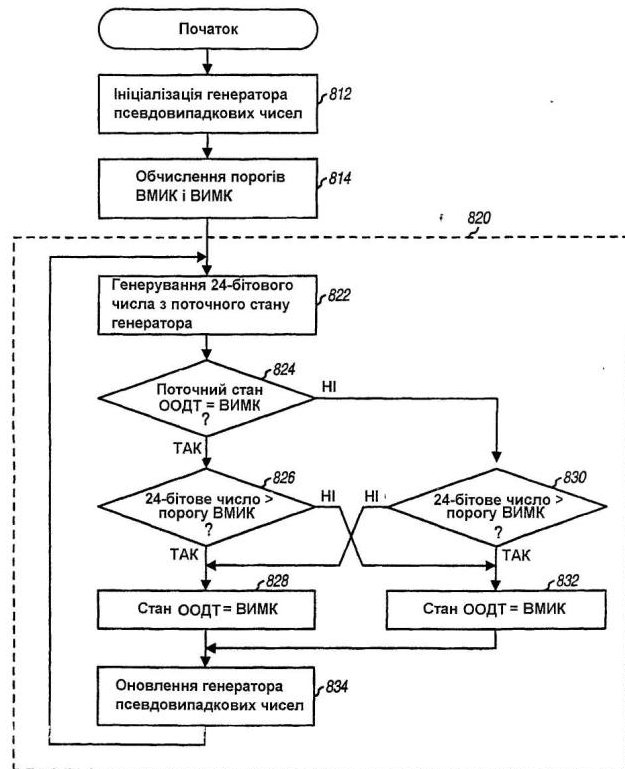 Початок
Ініціалізація генератора
псевдовипадкових чисел
812
Обчислення порогів
ВМИК і ВИМК
814
820
Генерування 24-бітового
числа з поточного стану
генератора
822
824
Поточний стан
ООДТ = ВИМК
?
НІ
ТАК
826
24-бітове число >
порогу ВМИК
?
НІ
ТАК
830
НІ
24-бітове число >
порогу ВИМК
?
ТАК
828
Стан ООДТ = ВИМК
832
Стан ООДТ = ВМИК
Оновлення генератора
псевдовипадкових чисел
834